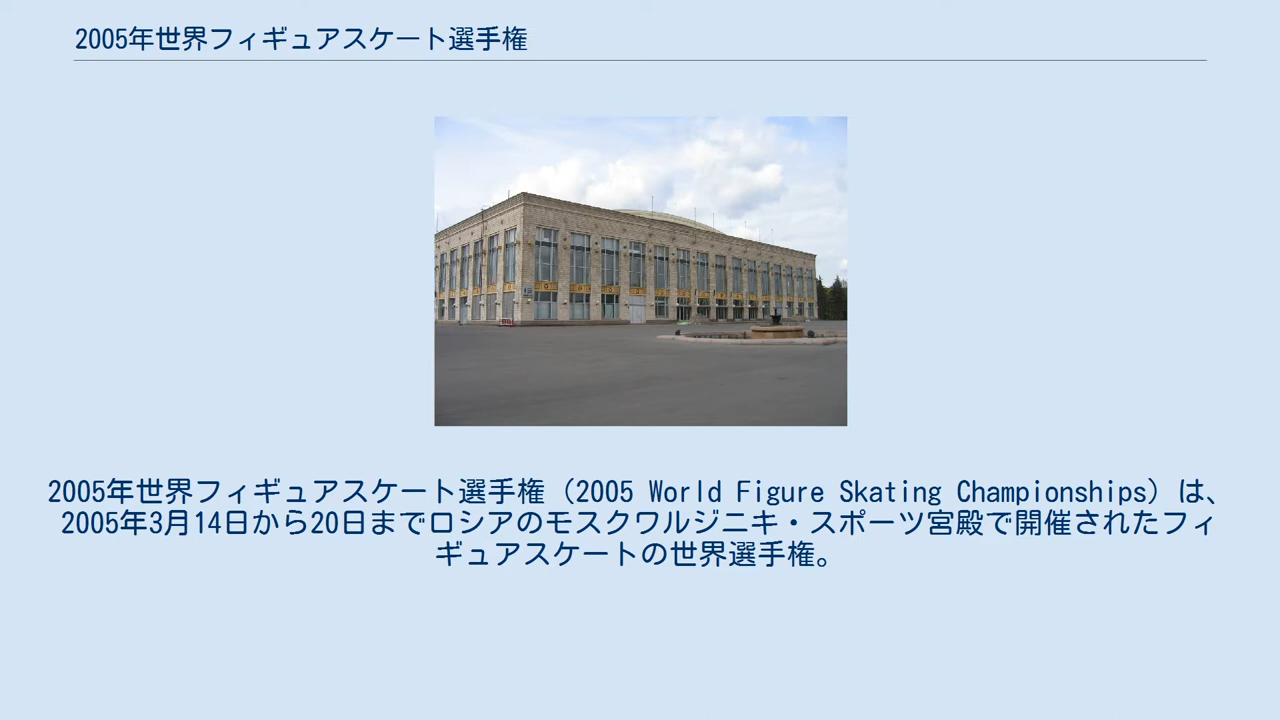 2005年世界フィギュアスケート選手権
2005年世界フィギュアスケート選手権（2005 World Figure Skating Championships）は、
2005年3月14日から20日までロシアのモスクワルジニキ・スポーツ宮殿で開催されたフィ
ギュアスケートの世界選手権。